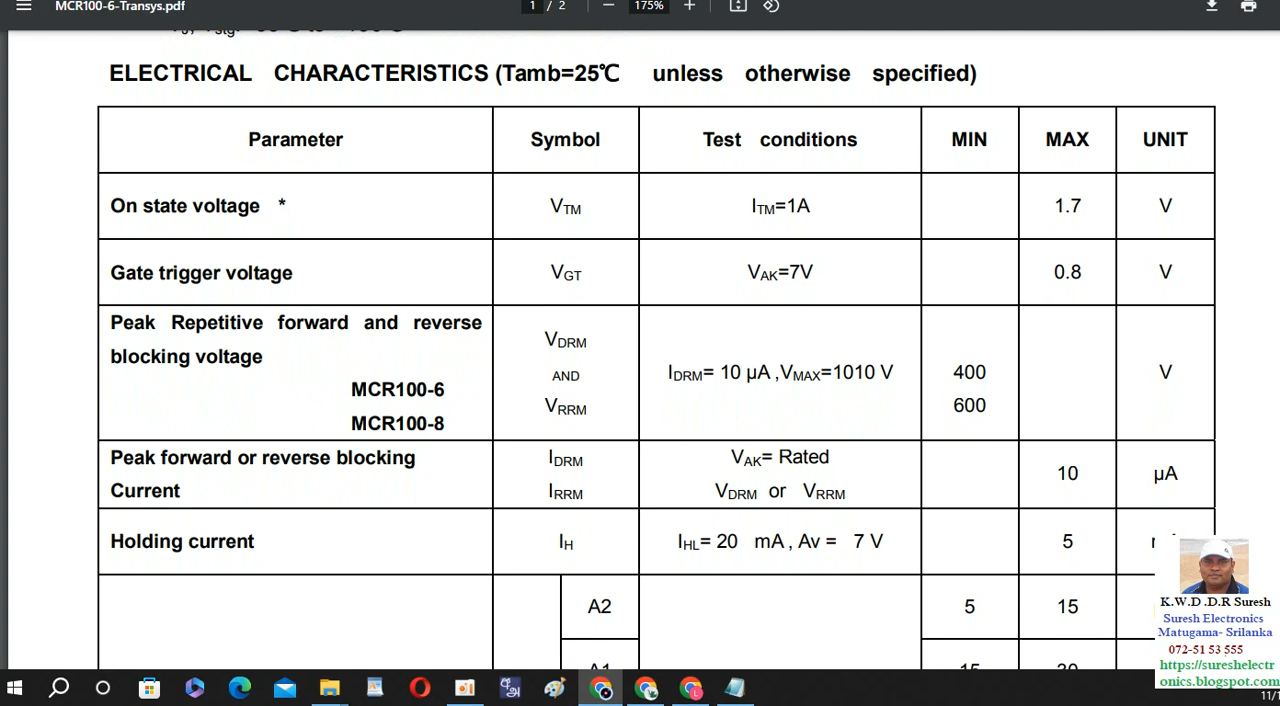 MCR100-6-Transys.pdf
1 / 2
175%
ELECTRICAL CHARACTERISTICS (Tamb=25℃ unless otherwise specified)
Parameter Symbol Test conditions MIN MAX UNIT
On state voltage * VTM ITM=1A 1.7 V
Gate trigger voltage VGT VAK=7V 0.8 V
Peak Repetitive forward and reverse
blocking voltage
MCR100-6
MCR100-8
VDRM
AND
VRRM
IDRM= 10 µA ,VMAX=1010 V
400
600
V
Peak forward or reverse blocking
Current
IDRM
IRRM
VAK= Rated
VDRM or VRRM
10
µA
Holding current IH IHL= 20 mA , Av = 7 V 5
A2 5 15
K.W.D .D.R Suresh
Suresh Electronics
Matugama- Srilanka
072-51 53 555
https://sureshelectr
onics.blogspot.com
11/1